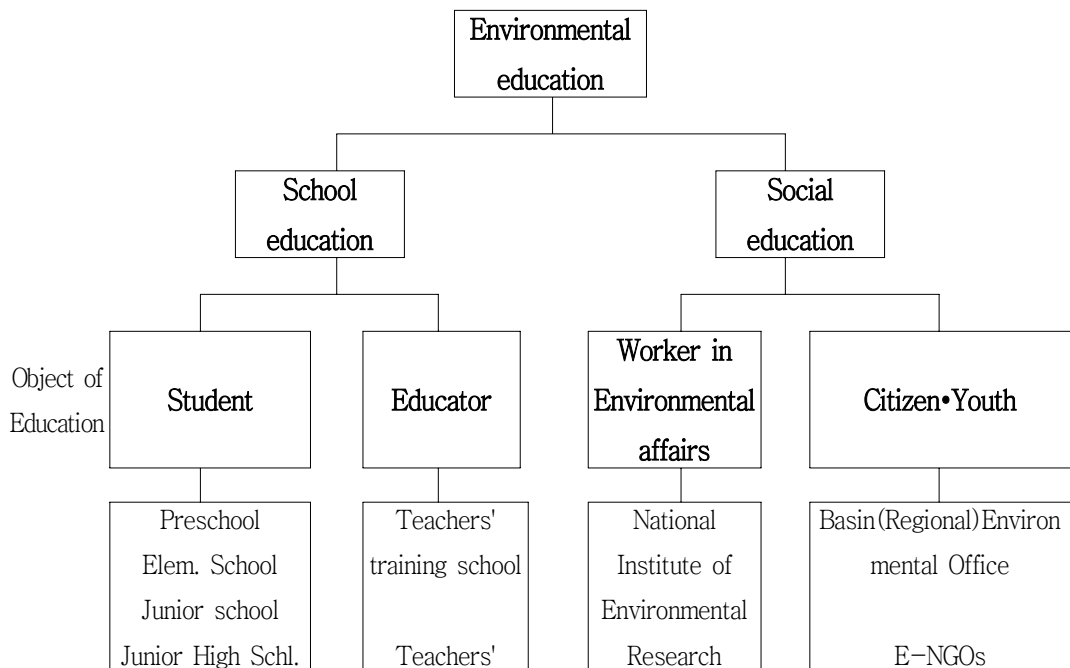 Environmental
education
School
education
Social
education
Object of
Education
Student
Educator
Worker in
Environmental
affairs
Citizen•Youth
Preschool
Elem. School
Junior school
Junior High Schl.
Teachers'
training school
Teachers'
National
Institute of
Environmental
Research
Basin(Regional)Environ
mental Office
E-NGOs